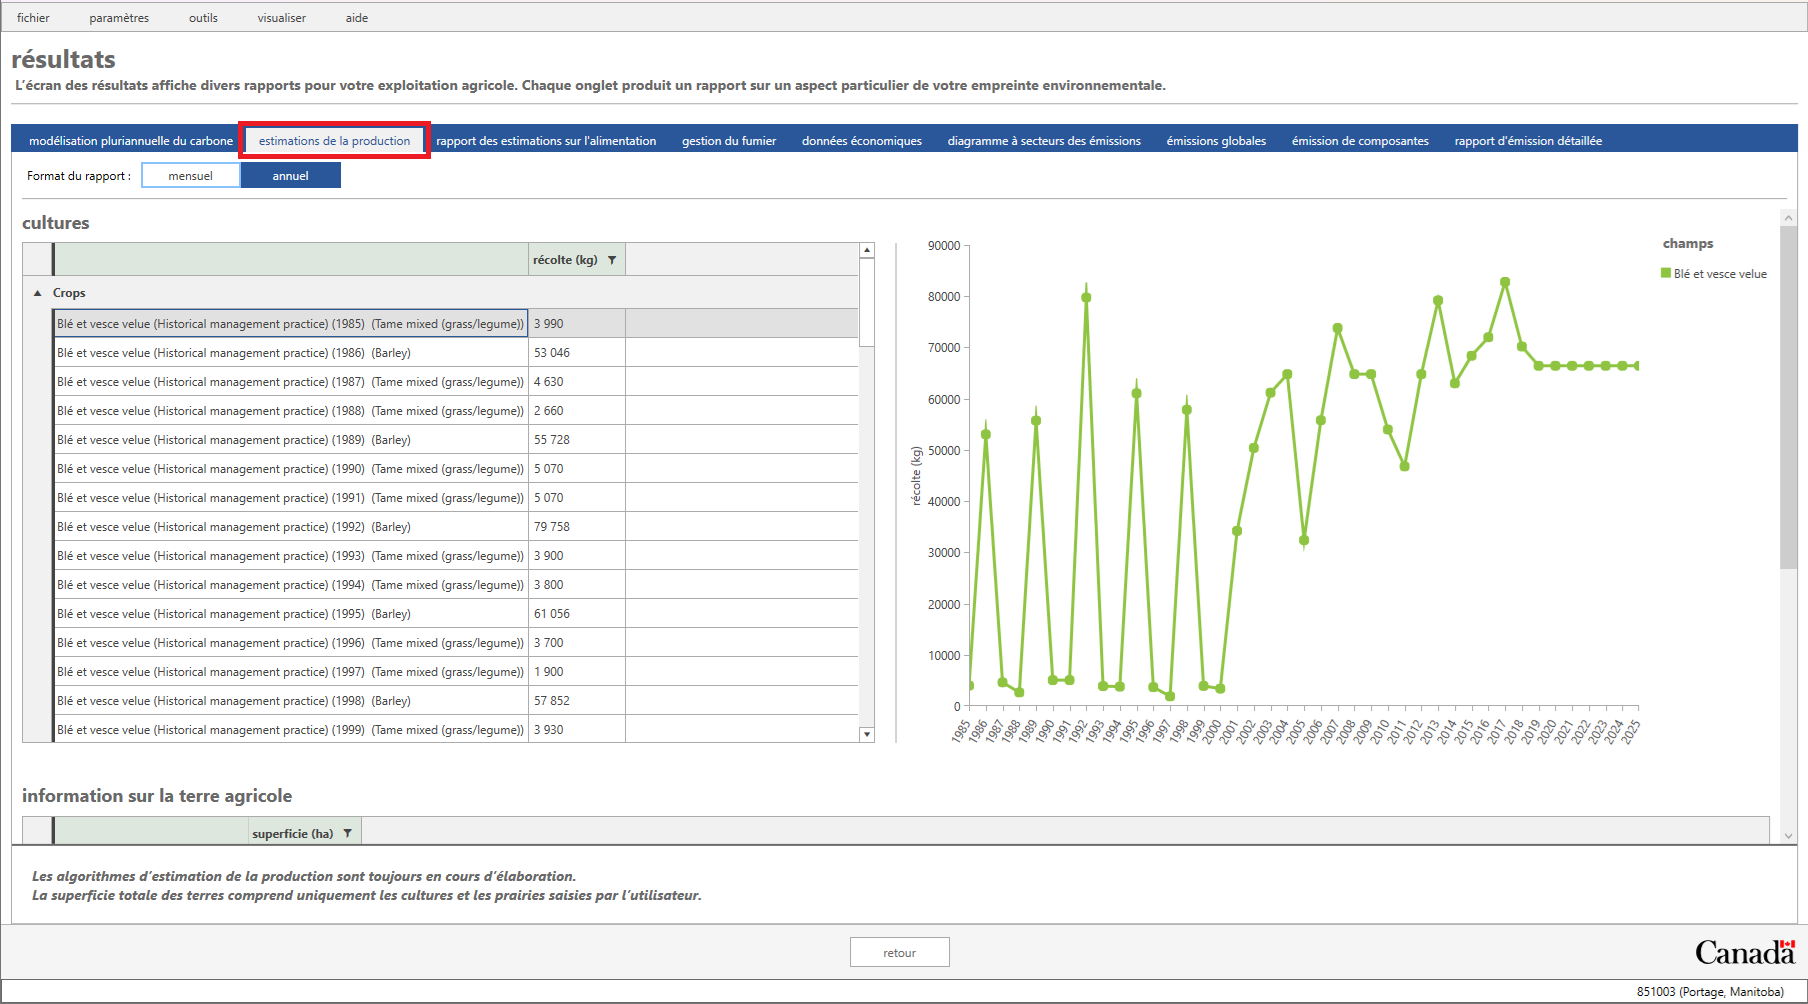 fichier paramètres outils visualiser aide
résultats
L'écran des résultats affiche divers rapports pour votre exploitation agricole. Chaque onglet produit un rapport sur un aspect particulier de votre empreinte environnementale.
modélisation pluriannuelle du carbone estimations de la production rapport des estimations sur l'alimentation gestion du fumier données économiques diagramme à secteurs des émissions émissions globales émission de composantes rapport d'émission détaillée
Format du rapport : mensuel annuel
cultures
récolte (kg)
Crops
Blé et vesce velue (Historical management practice) (1985) (Tame mixed (grass/legume)) 3 990
Blé et vesce velue (Historical management practice) (1986) (Barley) 53 046
Blé et vesce velue (Historical management practice) (1987) (Tame mixed (grass/legume)) 4 630
Blé et vesce velue (Historical management practice) (1988) (Tame mixed (grass/legume)) 2 660
Blé et vesce velue (Historical management practice) (1989) (Barley) 55 728
Blé et vesce velue (Historical management practice) (1990) (Tame mixed (grass/legume)) 5 070
Blé et vesce velue (Historical management practice) (1991) (Tame mixed (grass/legume)) 5 070
Blé et vesce velue (Historical management practice) (1992) (Barley) 79 758
Blé et vesce velue (Historical management practice) (1993) (Tame mixed (grass/legume)) 3 900
Blé et vesce velue (Historical management practice) (1994) (Tame mixed (grass/legume)) 3 800
Blé et vesce velue (Historical management practice) (1995) (Barley) 61 056
Blé et vesce velue (Historical management practice) (1996) (Tame mixed (grass/legume)) 3 700
Blé et vesce velue (Historical management practice) (1997) (Tame mixed (grass/legume)) 1 900
Blé et vesce velue (Historical management practice) (1998) (Barley) 57 852
Blé et vesce velue (Historical management practice) (1999) (Tame mixed (grass/legume)) 3 930
récolte (kg)
90000
80000
70000
60000
50000
40000
30000
20000
10000
0
1985 1986 1987 1988 1989 1990 1991 1992 1993 1994 1995 1996 1997 1998 1999 2000 2001 2002 2003 2004 2005 2006 2007 2008 2009 2010 2011 2012 2013 2014 2015 2016 2017 2018 2019 2020 2021 2022 2023 2024 2025
champs
Blé et vesce velue
information sur la terre agricole
superficie (ha)
Les algorithmes d'estimation de la production sont toujours en cours d'élaboration.
La superficie totale des terres comprend uniquement les cultures et les prairies saisies par l'utilisateur.
retour
Canada
851003 (Portage, Manitoba)